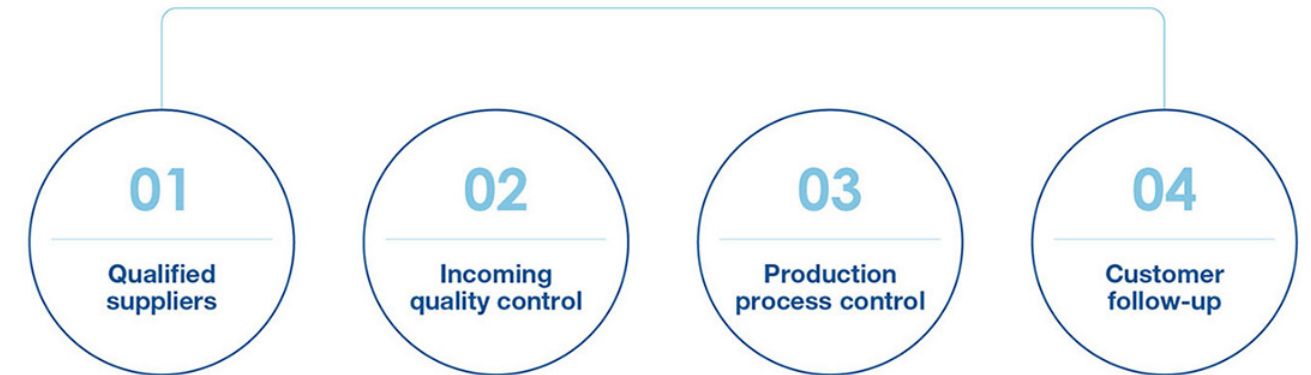 01
Qualified
suppliers
02
Incoming
quality control
03
Production
process control
04
Customer
follow-up